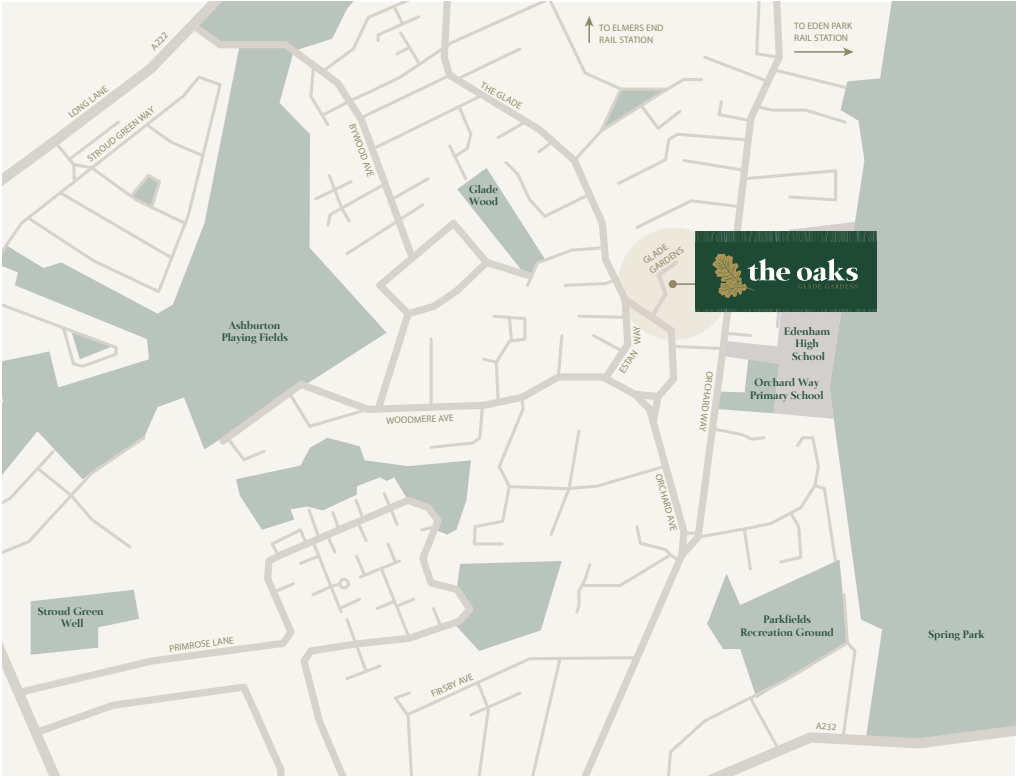 TO ELMERS END
RAIL STATION
TO EDEN PARK
RAIL STATION
A222
LONG LANE
STROUD GREEN WAY
THE GLADE
BYWOOD AVE
Glade
Wood
GLADE
GARDENS
the oaks
GLADE GARDENS
Ashburton
Playing Fields
ESTAN WAY
Edenham
High
School
Orchard Way
Primary School
ORCHARD WAY
WOODMERE AVE
ORCHARD AVE
Stroud Green
Well
PRIMROSE LANE
Parkfields
Recreation Ground
Spring Park
FIRSBY AVE
A232